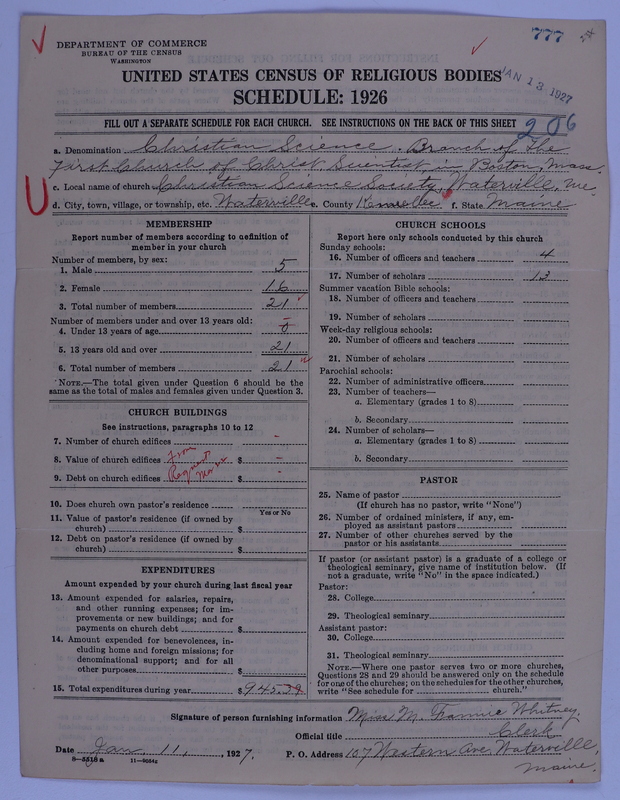 777
DEPARTMENT OF COMMERCE
BUREAU OF THE CENSUS
WASHINGTON
UNITED STATES CENSUS OF RELIGIOUS BODIES
JAN 13 1927
SCHEDULE: 1926
FILL OUT A SEPARATE SCHEDULE FOR EACH CHURCH. SEE INSTRUCTIONS ON THE BACK OF THIS SHEET
206
a. Denomination Christian Science. Branch of The
First Church of Christ Scientist in Boston, Mass.
c. Local name of church Christian Science Society, Waterville, Me.
d. City, town, village, or township, etc. Waterville e. County Kennebec f. State Maine
MEMBERSHIP
Report number of members according to definition of
member in your church
Number of members, by sex:
1. Male 5
2. Female 16
3. Total number of members 21
Number of members under and over 13 years old:
4. Under 13 years of age 0
5. 13 years old and over 21
6. Total number of members 21
NOTE.—The total given under Question 6 should be the
same as the total of males and females given under Question 3.
CHURCH BUILDINGS
See instructions, paragraphs 10 to 12
7. Number of church edifices -
8. Value of church edifices From $ -
9. Debt on church edifices $ -
10. Does church own pastor's residence
Yes or No
11. Value of pastor's residence (if owned by
church) $
12. Debt on pastor's residence (if owned by
church) $
EXPENDITURES
Amount expended by your church during last fiscal year
13. Amount expended for salaries, repairs,
and other running expenses; for im-
provements or new buildings; and for
payments on church debt $
14. Amount expended for benevolences, in-
cluding home and foreign missions; for
denominational support; and for all
other purposes $
15. Total expenditures during year $ 945.39
CHURCH SCHOOLS
Report here only schools conducted by this church
Sunday schools:
16. Number of officers and teachers 4
17. Number of scholars 13
Summer vacation Bible schools:
18. Number of officers and teachers
19. Number of scholars
Week-day religious schools:
20. Number of officers and teachers
21. Number of scholars
Parochial schools:
22. Number of administrative officers
23. Number of teachers—
a. Elementary (grades 1 to 8)
b. Secondary
24. Number of scholars—
a. Elementary (grades 1 to 8)
b. Secondary
PASTOR
25. Name of pastor
(If church has no pastor, write "None")
26. Number of ordained ministers, if any, em-
ployed as assistant pastors
27. Number of other churches served by the
pastor or his assistants
If pastor (or assistant pastor) is a graduate of a college or
theological seminary, give name of institution below. (If
not a graduate, write "No" in the space indicated.)
Pastor:
28. College
29. Theological seminary
Assistant pastor:
30. College
31. Theological seminary
NOTE.—Where one pastor serves two or more churches,
Questions 28 and 29 should be answered only on the schedule
for one of the churches; on the schedules for the other churches,
write "See schedule for church."
Signature of person furnishing information Miss M. Fannie Whitney,
Official title Clerk
Date Jan. 11, 1927. P. O. Address 107 Western Ave. Waterville,
Maine.